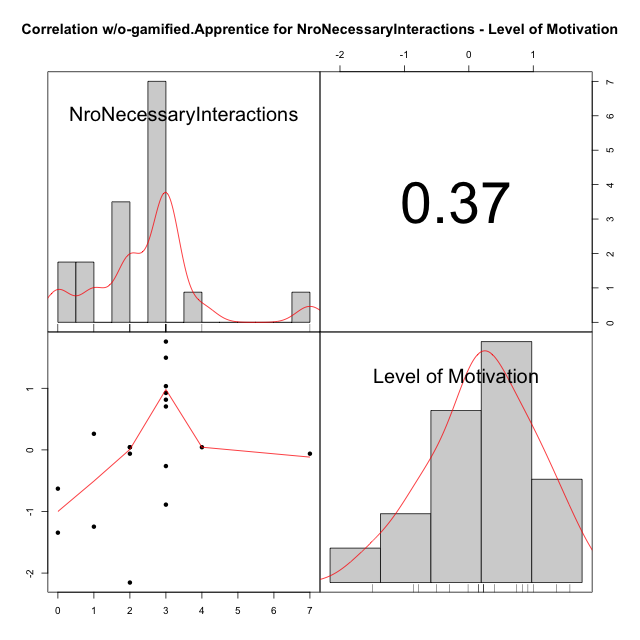 Correlation w/o-gamified.Apprentice for NroNecessaryInteractions - Level of Motivation
-2 -1 0 1
NroNecessaryInteractions
0.37
7
6
5
4
3
2
1
0
Level of Motivation
1
0
-1
-2
0 1 2 3 4 5 6 7